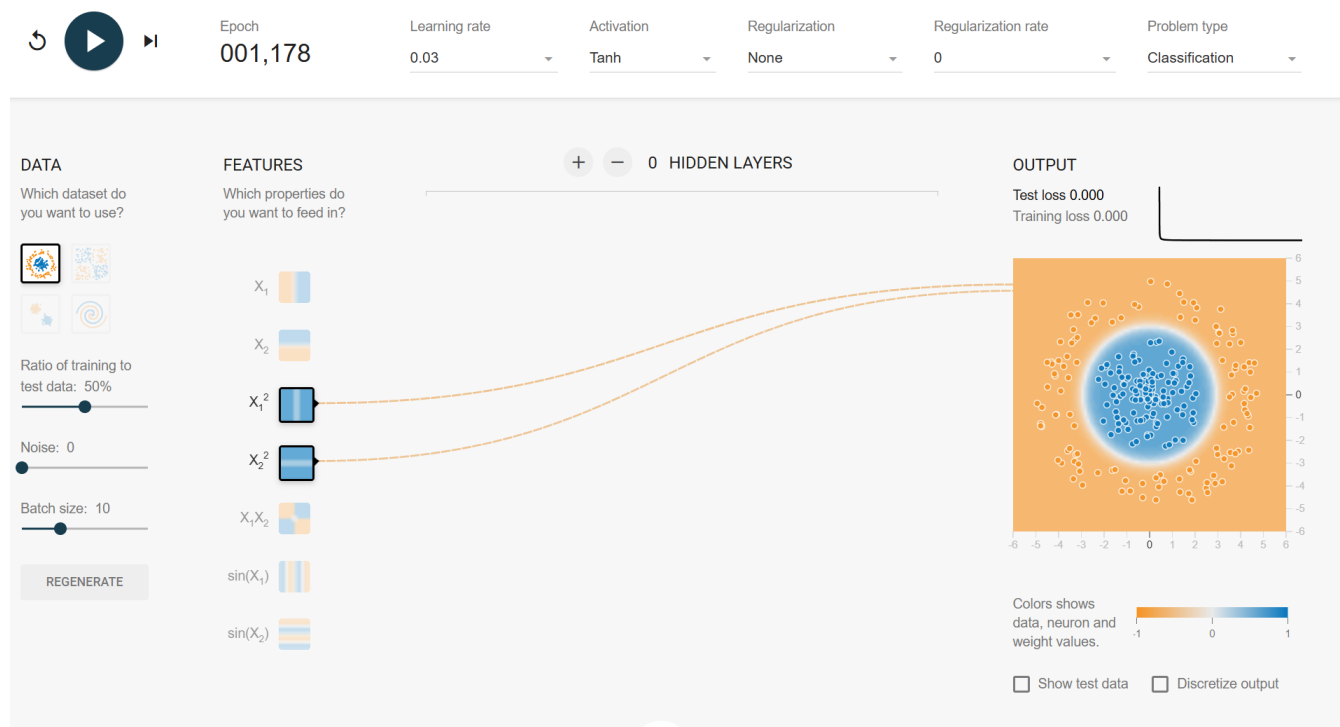 Epoch
001,178
Learning rate
0.03
Activation
Tanh
Regularization
None
Regularization rate
0
Problem type
Classification
DATA
Which dataset do
you want to use?
Ratio of training to
test data: 50%
Noise: 0
Batch size: 10
REGENERATE
FEATURES
Which properties do
you want to feed in?
X₁
X₂
X₁²
X₂²
X₁X₂
sin(X₁)
sin(X₂)
+ − 0 HIDDEN LAYERS
OUTPUT
Test loss 0.000
Training loss 0.000
6
5
4
3
2
1
0
-1
-2
-3
-4
-5
-6
-6 -5 -4 -3 -2 -1 0 1 2 3 4 5 6
Colors shows
data, neuron and
weight values.
-1 0 1
Show test data
Discretize output